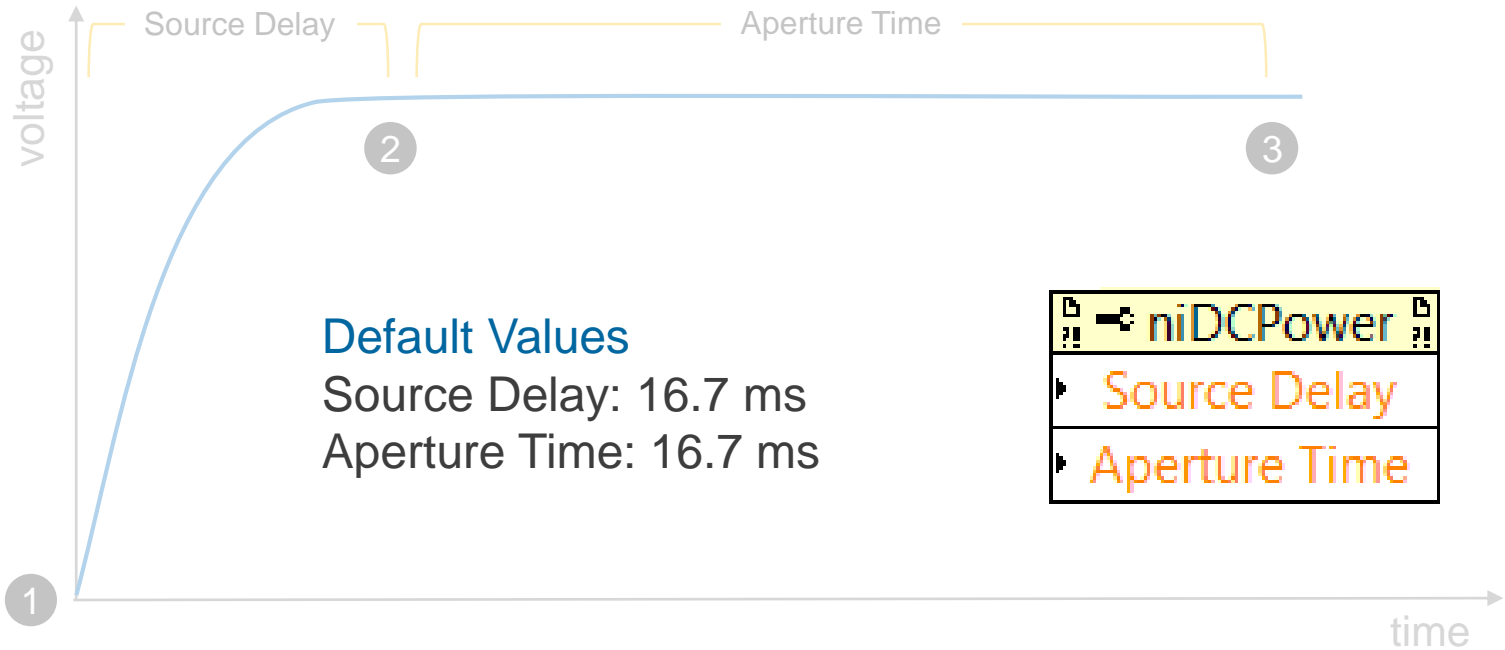 Source Delay
Aperture Time
voltage
2
3
Default Values
Source Delay: 16.7 ms
Aperture Time: 16.7 ms
?! niDCPower ?!
Source Delay
Aperture Time
1
time